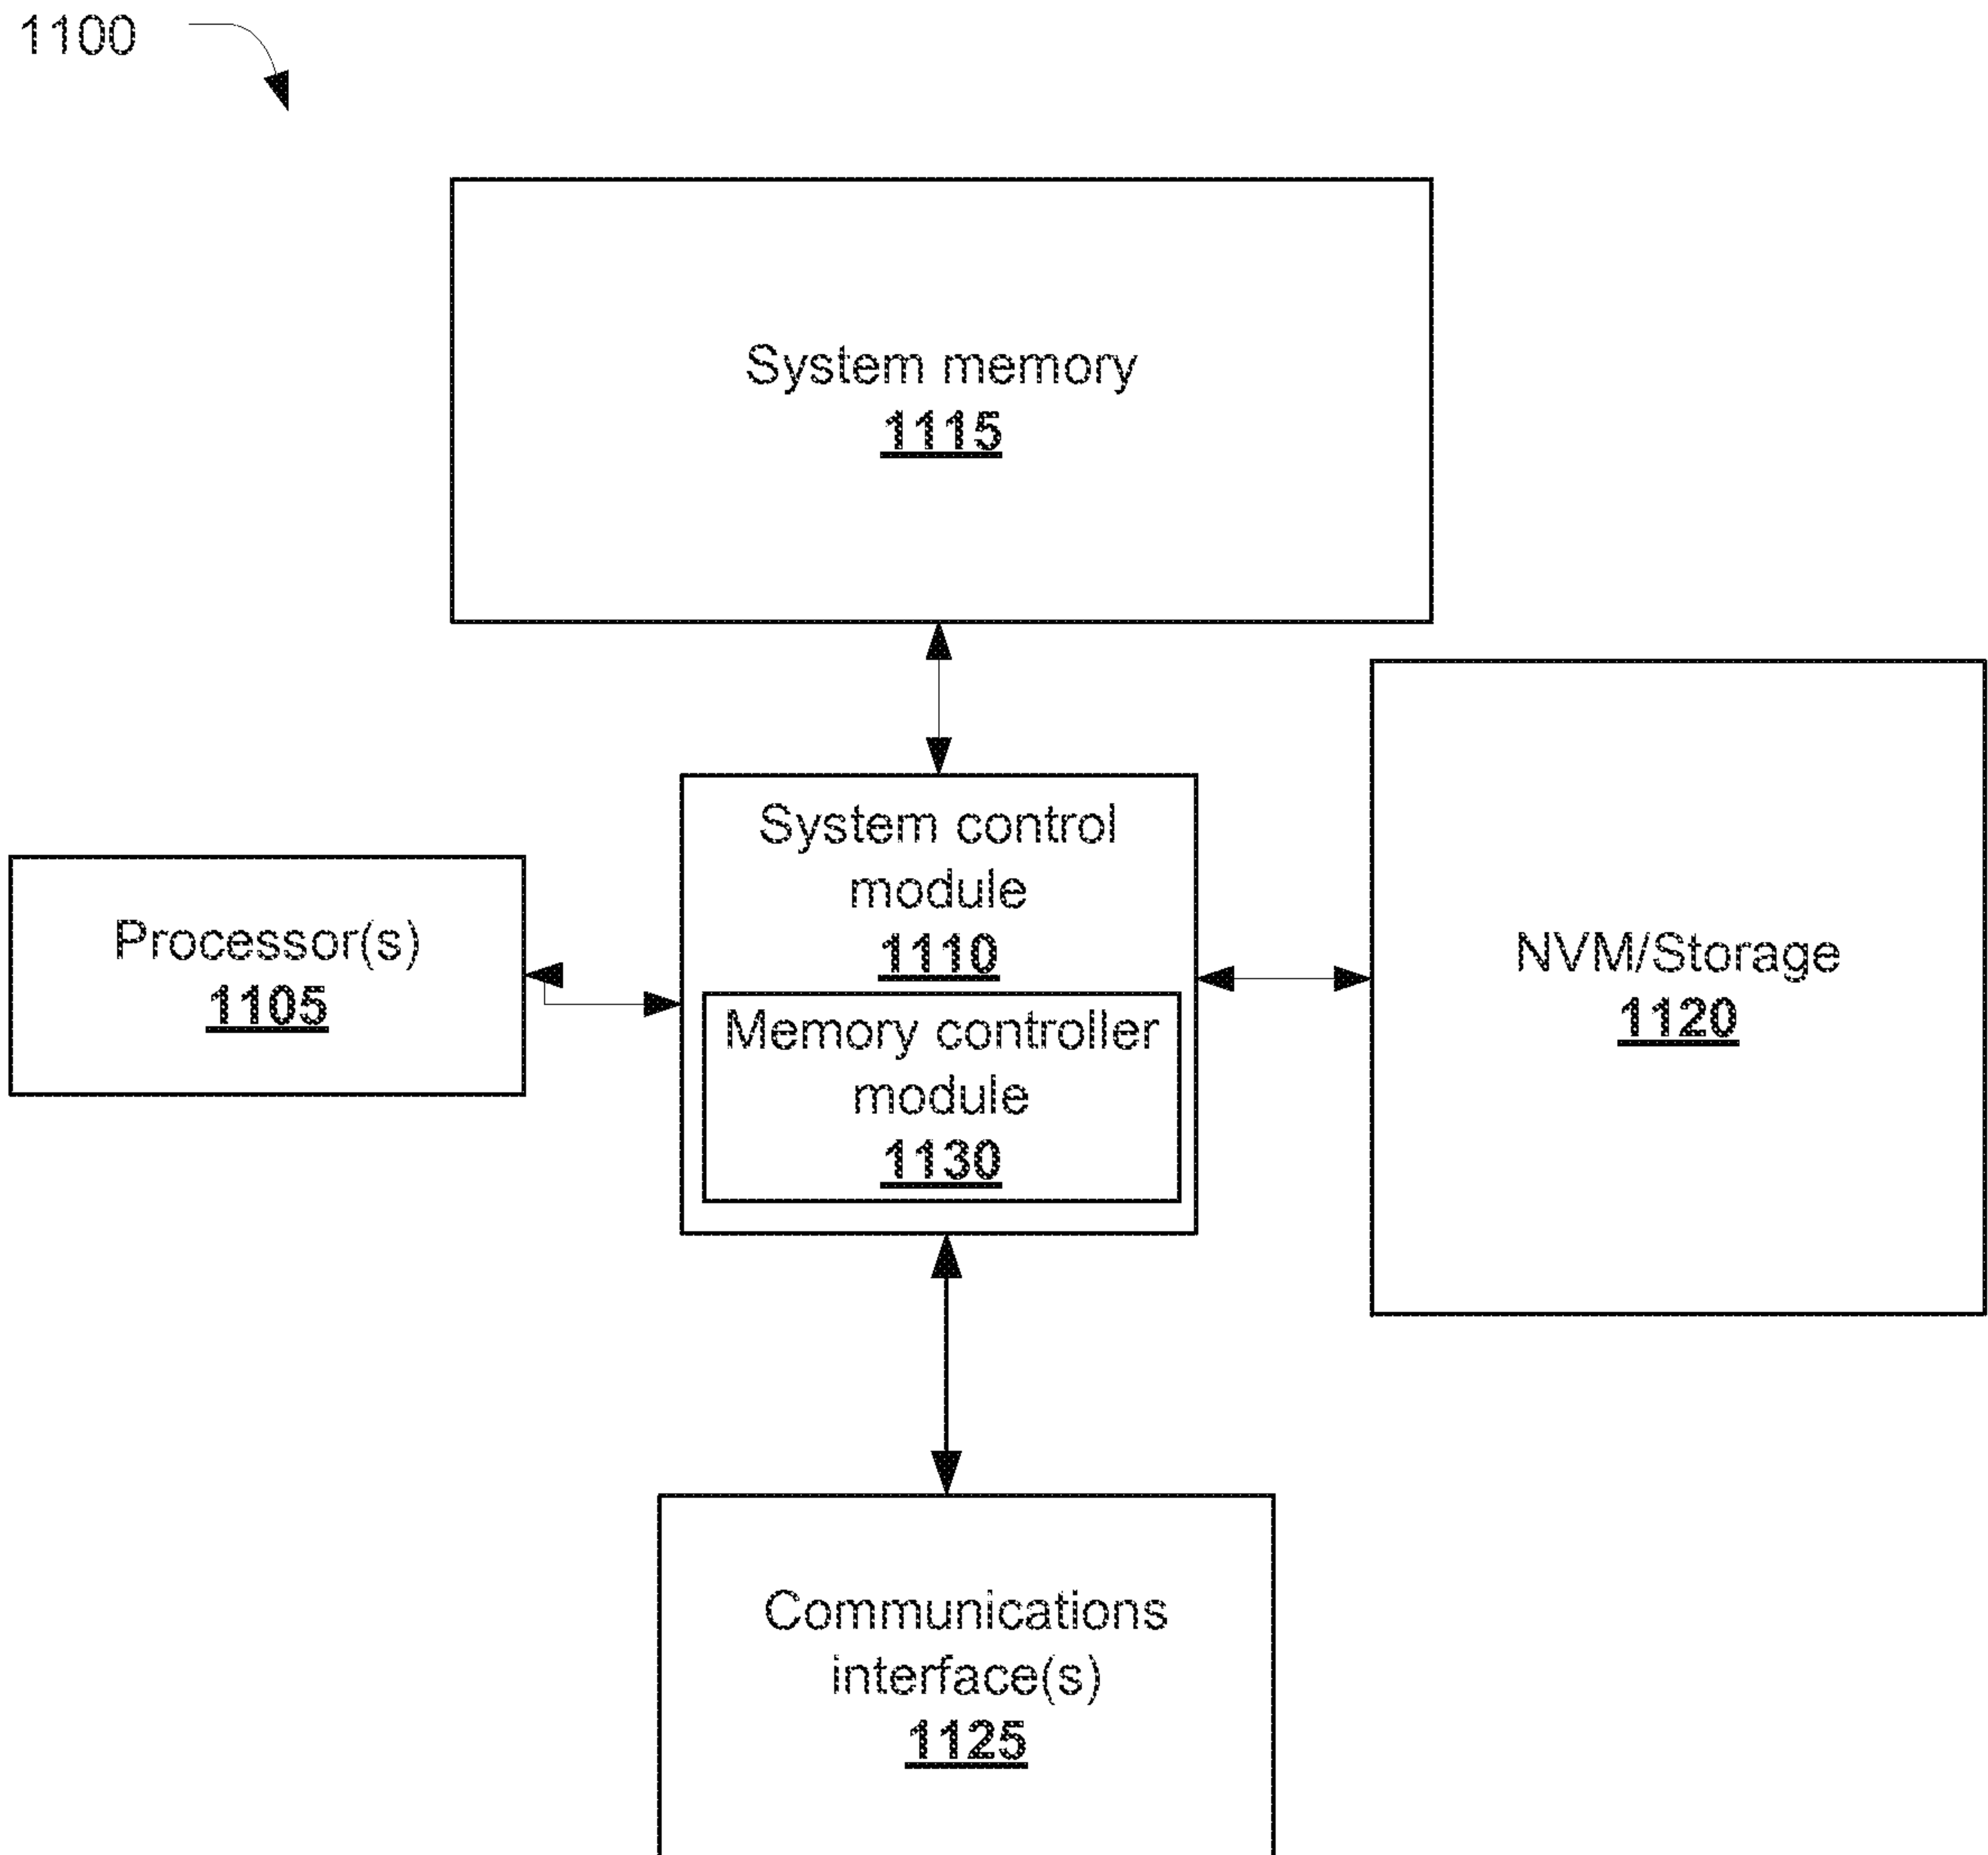 1100
System memory
1115
System control
module
1110
Memory controller
module
1130
Processor(s)
1105
NVM/Storage
1120
Communications
interface(s)
1125